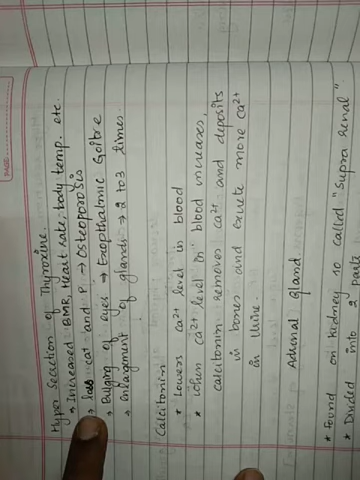 Hyper Secretion of Thyroxine.
→ Increased BMR, Heart rate, body temp. etc.
→ loss ca²⁺ and P → Osteoporosis
→ Bulging of eyes → Exopthalmic Goitre
→ enlargment of glands → 2 to 3 times.
Calcitonin
* Lowers ca²⁺ level in blood
* When ca²⁺ level in blood increases,
calcitonin removes ca²⁺ and deposits
in bones and excrete more ca²⁺
in Urine.
Adrenal Gland
* Found on kidney so called "Supra Renal"
* Divided into 2 parts
PAGE